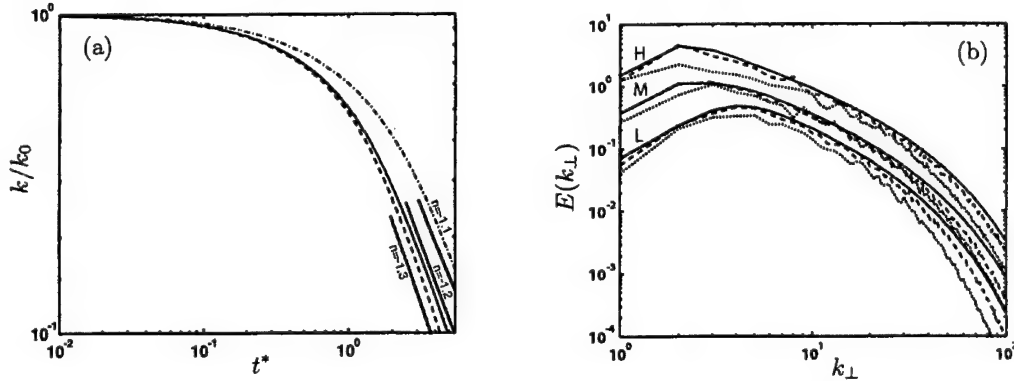 (a)
k/k₀
10⁰
10⁻¹
n=-1.1
n=-1.2
n=-1.3
10⁻² 10⁻¹ 10⁰
t*
(b)
E(k⊥)
10¹
10⁰
10⁻¹
10⁻²
10⁻³
10⁻⁴
H
M
L
10⁰ 10¹ 10²
k⊥